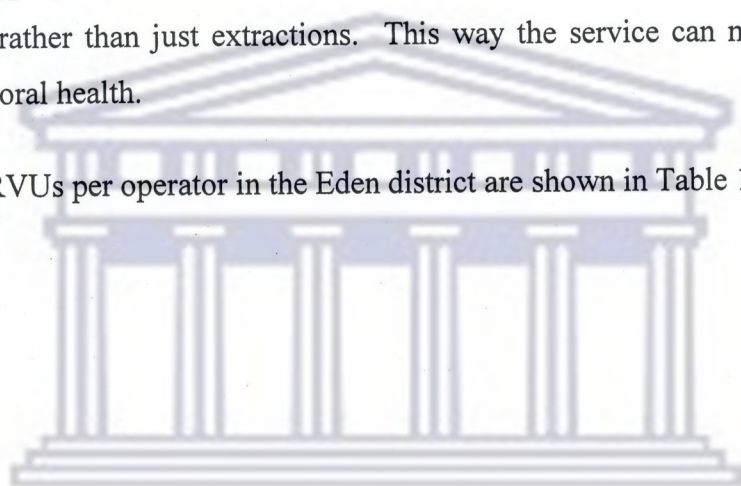 rather than just extractions. This way the service can
oral health.
RVUs per operator in the Eden district are shown in Table